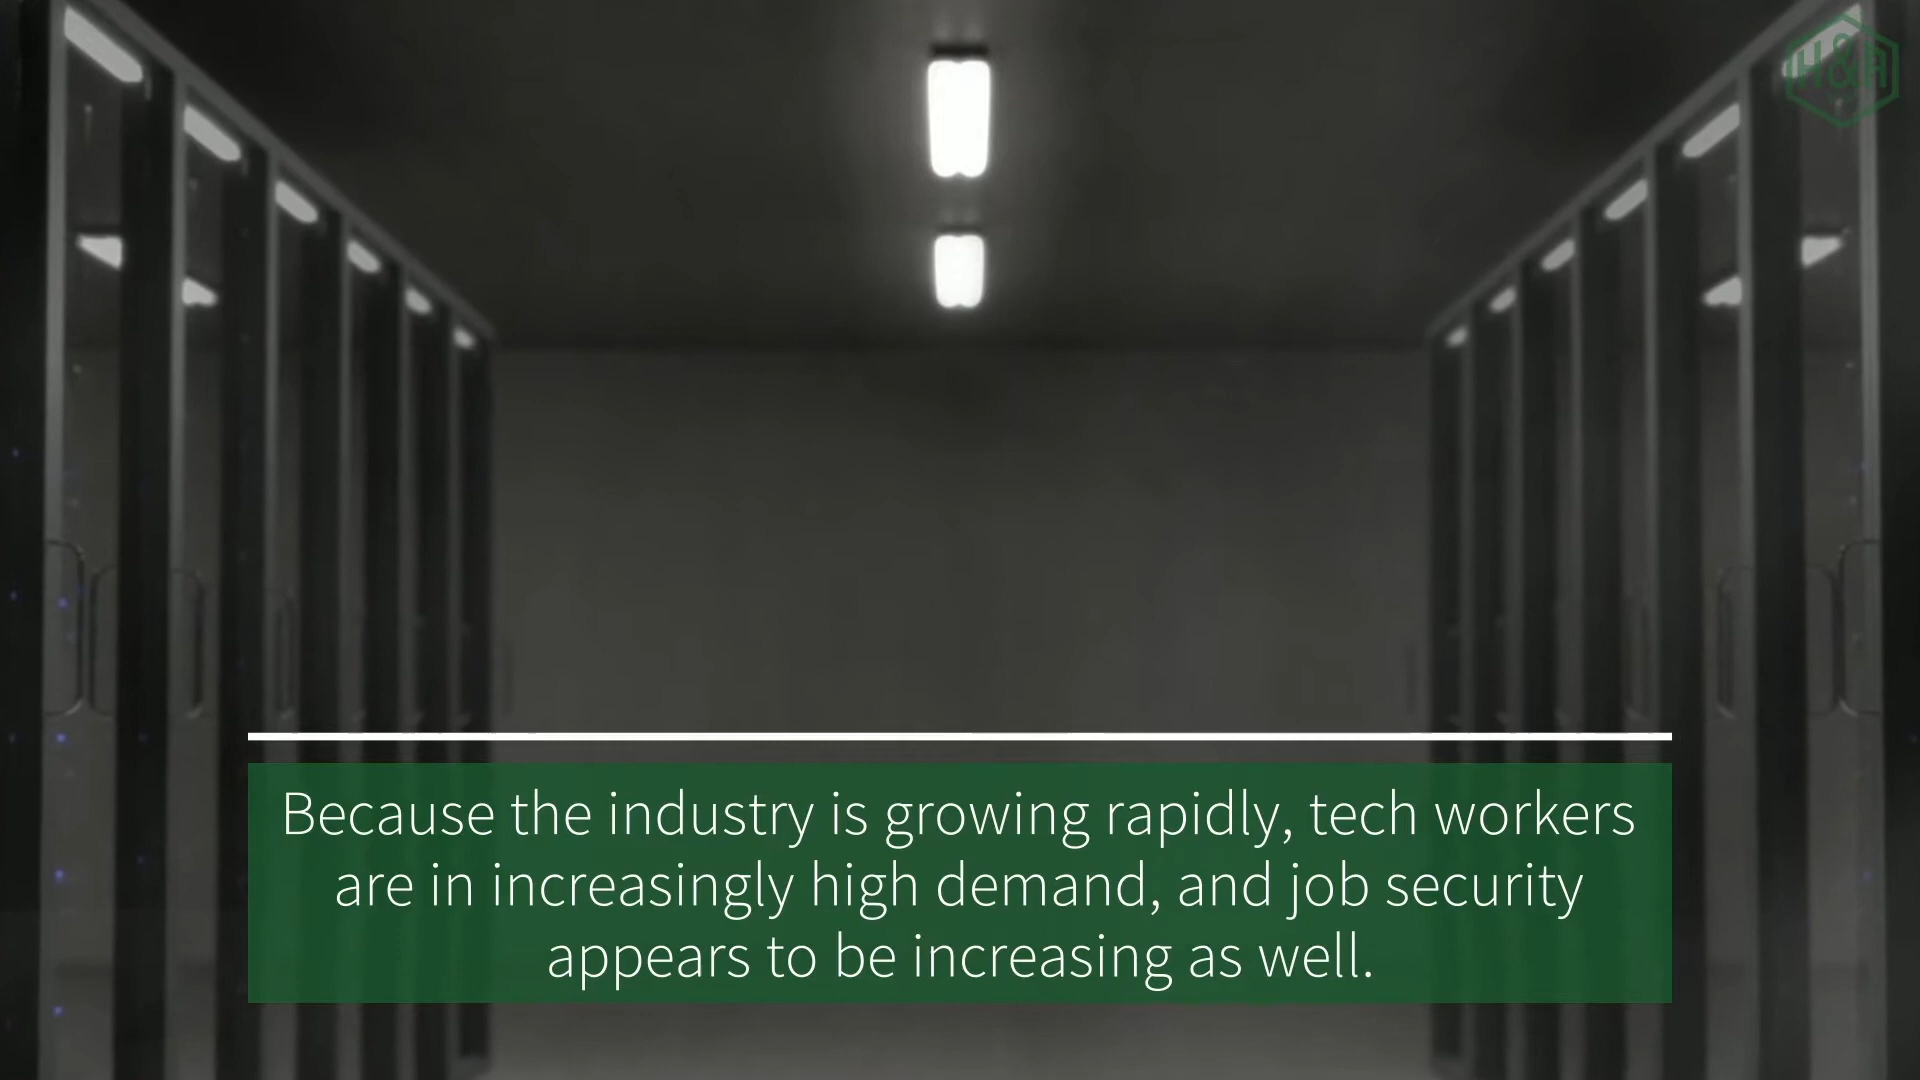 H&A
Because the industry is growing rapidly, tech workers
are in increasingly high demand, and job security
appears to be increasing as well.